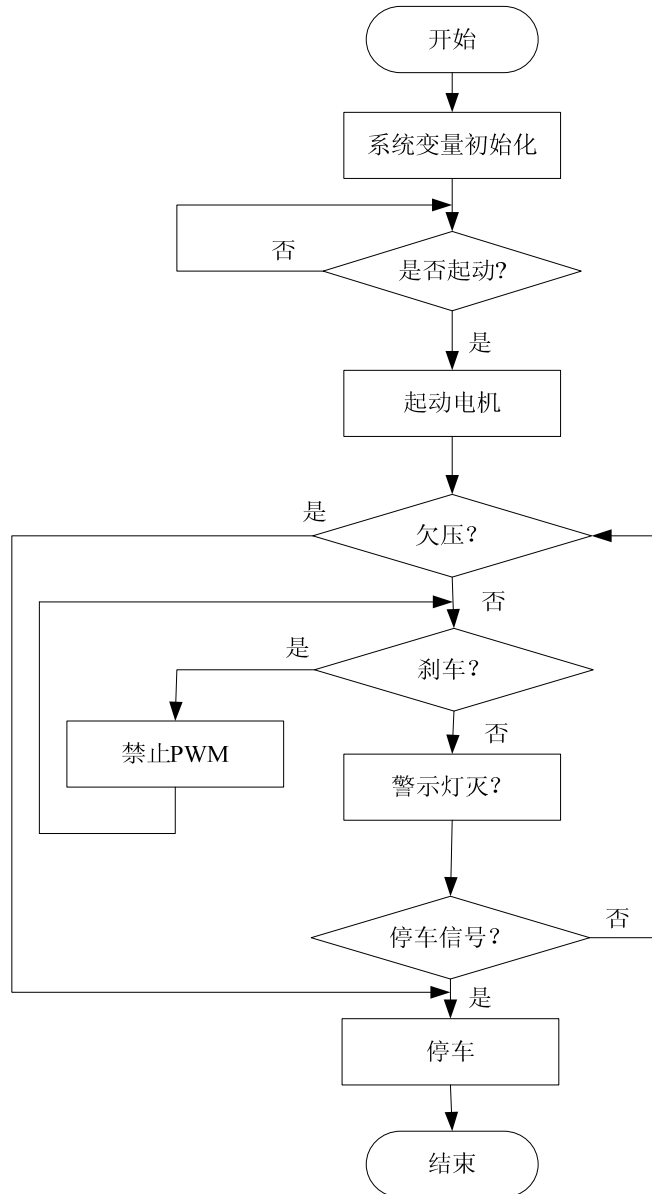 开始
系统变量初始化
否
是否起动?
是
起动电机
是
欠压?
否
是
刹车?
否
禁止PWM
警示灯灭?
否
停车信号?
是
停车
结束